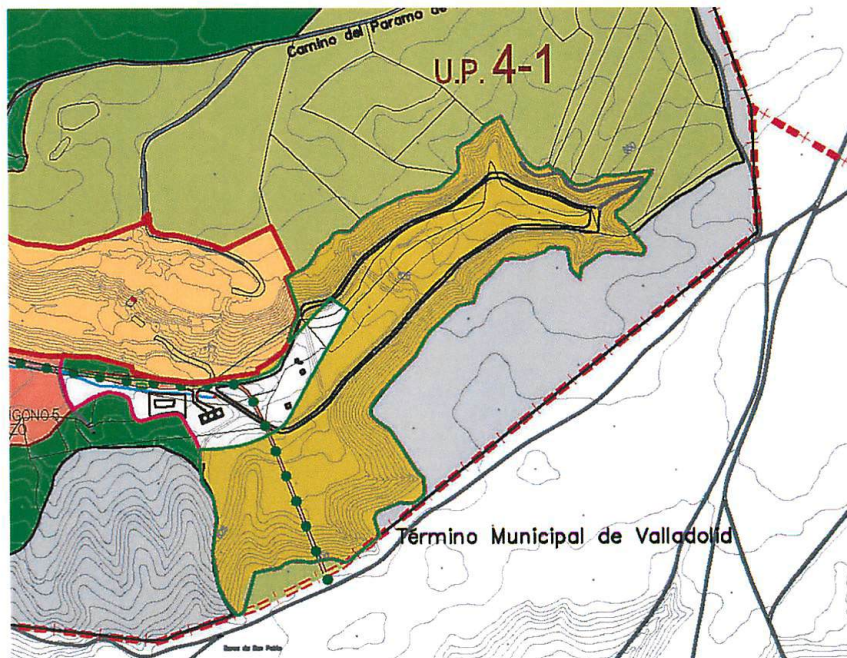 Camino del Paramo de
U.P. 4-1
IGONO 5
ZO
Término Municipal de Valladolid